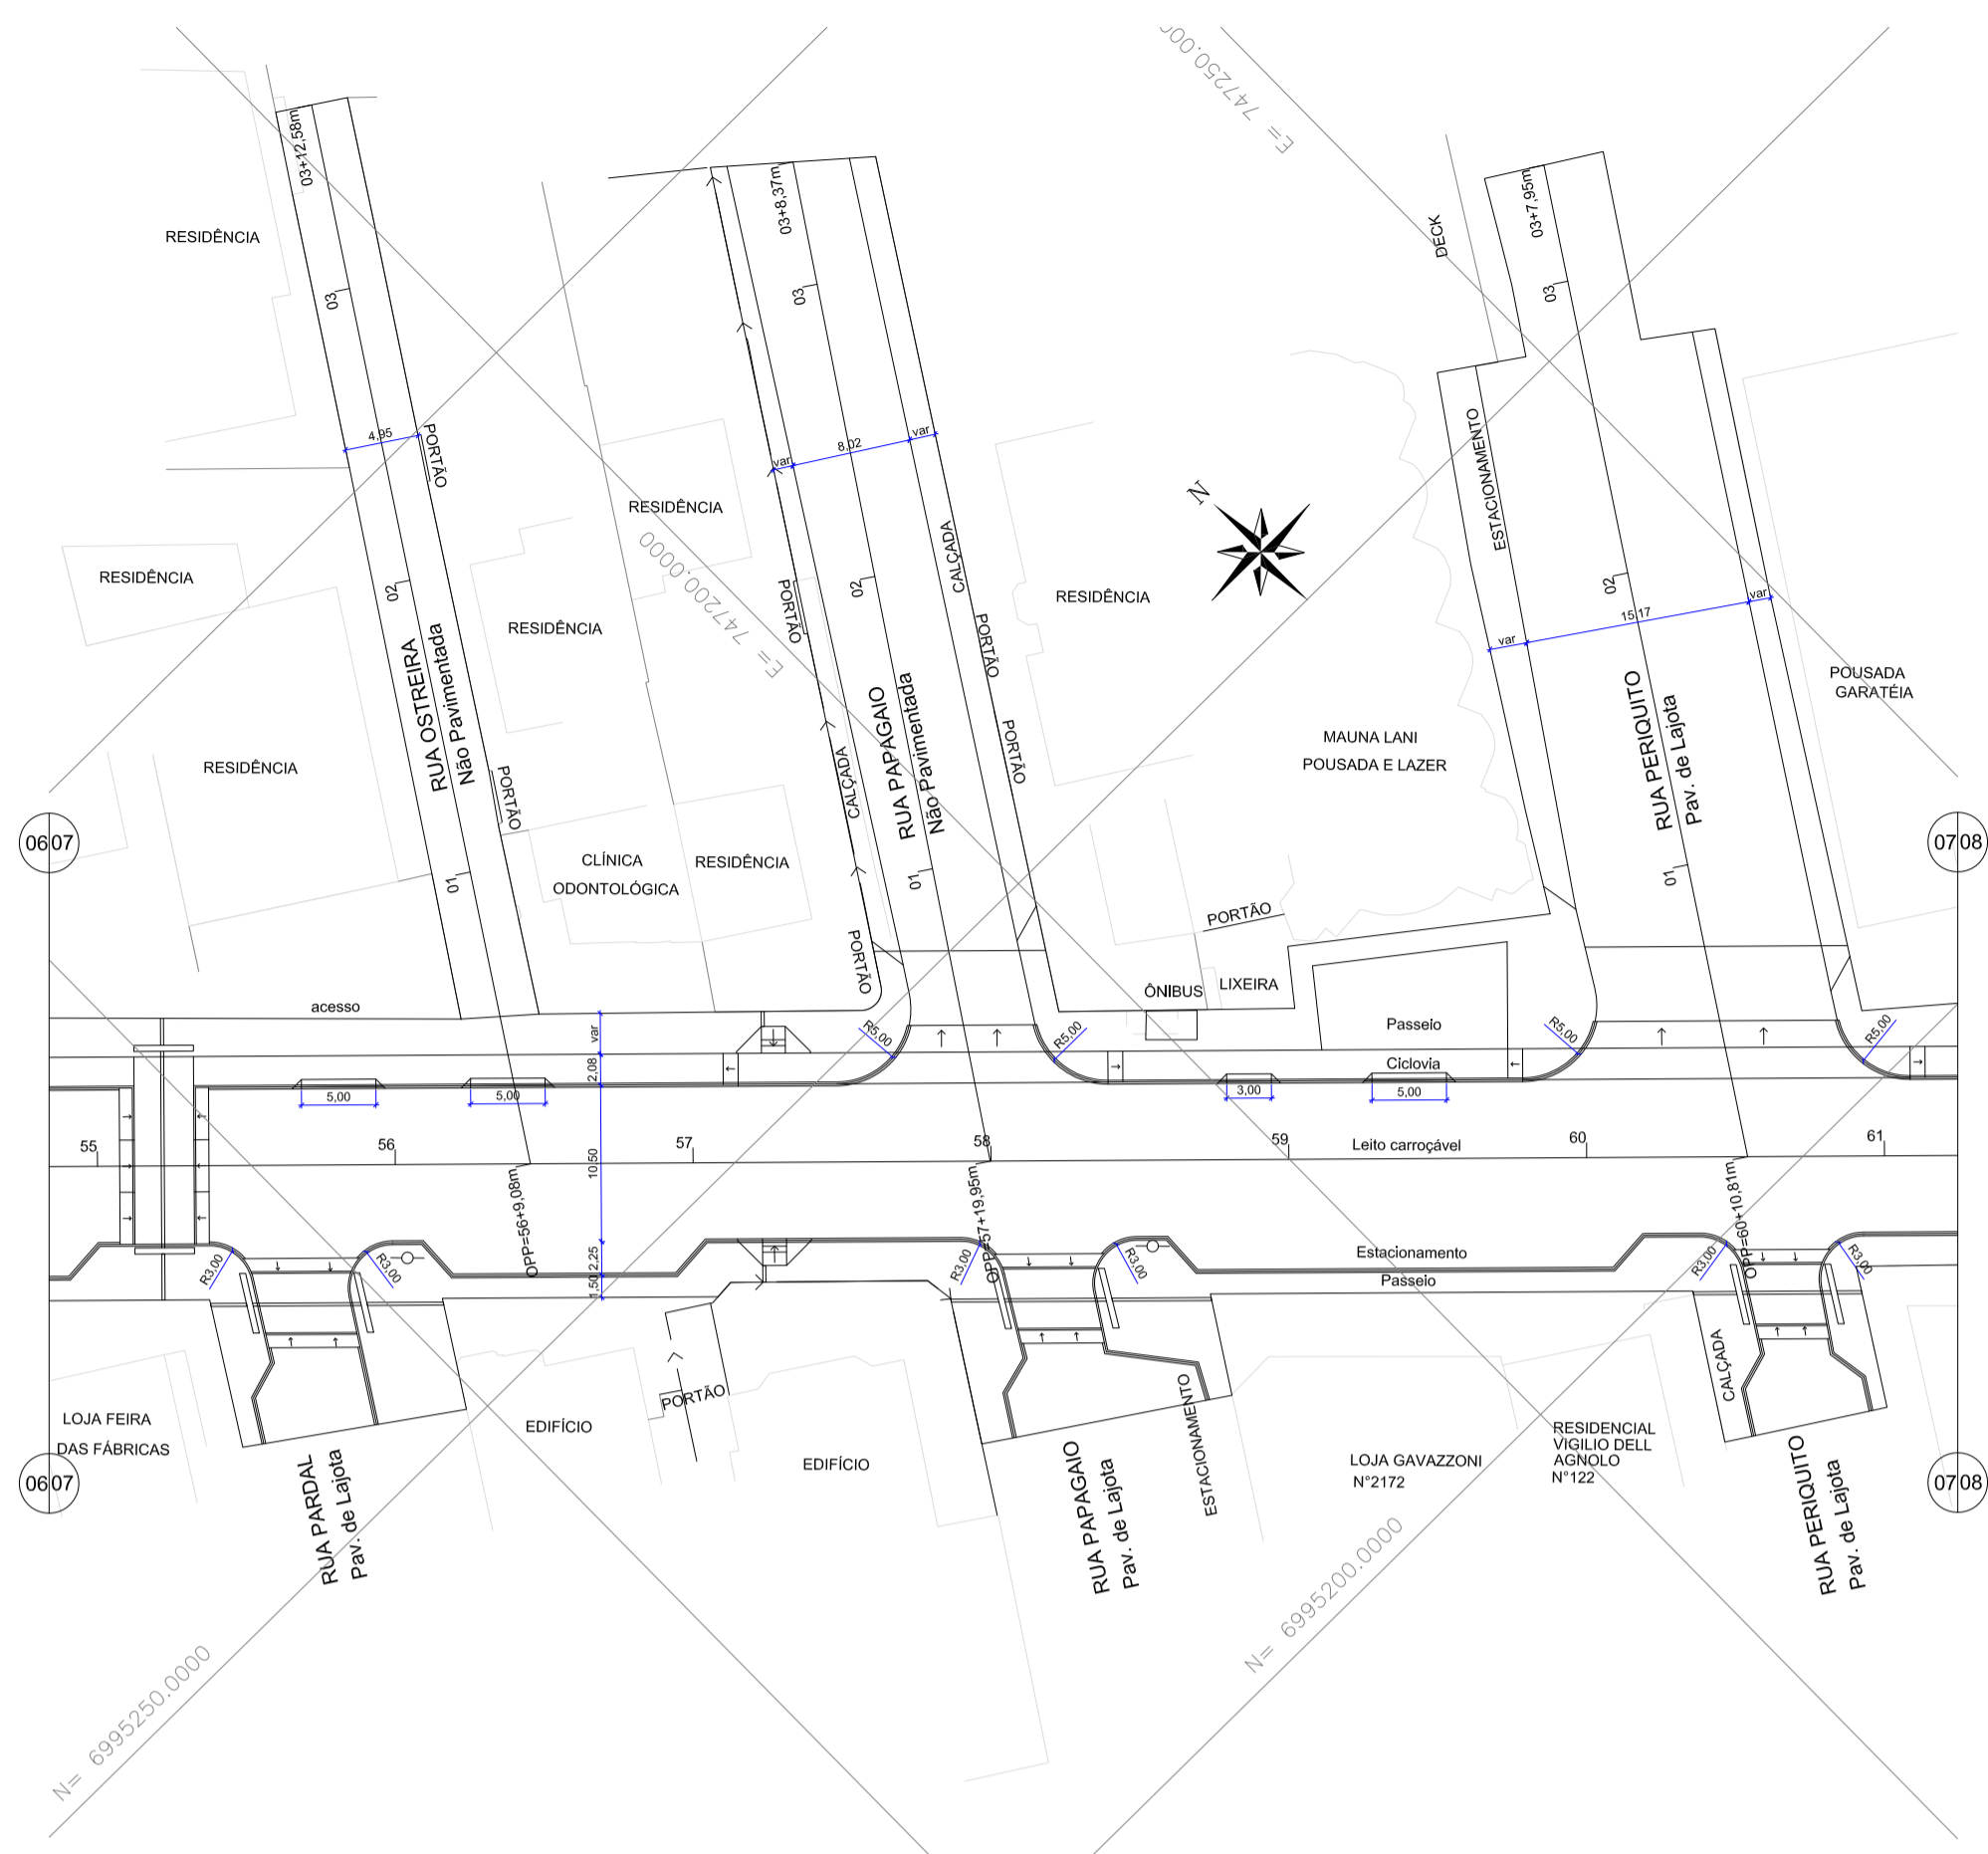 E= 747250.000
03+12,58m
03+8,37m
03+7,95m
RESIDÊNCIA
DECK
03
03
03
4,95
PORTÃO
var
8,02
var
ESTACIONAMENTO
N
RESIDÊNCIA
E= 747200.0000
CALÇADA
RESIDÊNCIA
02
02
02
PORTÃO
RESIDÊNCIA
RESIDÊNCIA
PORTÃO
var
15,17
var
RUA OSTREIRA
Não Pavimentada
RUA PAPAGAIO
Não Pavimentada
RUA PERIQUITO
Pav. de Lajota
POUSADA
GARATÉIA
MAUNA LANI
POUSADA E LAZER
RESIDÊNCIA
PORTÃO
CALÇADA
PORTÃO
06 07
07 08
CLÍNICA
ODONTOLÓGICA
RESIDÊNCIA
01
01
01
PORTÃO
PORTÃO
ÔNIBUS
LIXEIRA
acesso
var
R5,00
R5,00
Passeio
R5,00
R5,00
2,08
Ciclovia
5,00
5,00
3,00
5,00
55
56
57
58
59
Leito carroçável
60
61
10,50
OPP=56+9,08m
OPP=57+19,95m
OPP=60+10,81m
R3,00
R3,00
2,25
1,50
R3,00
R3,00
Estacionamento
Passeio
R3,00
R3,00
CALÇADA
LOJA FEIRA
DAS FÁBRICAS
EDIFÍCIO
PORTÃO
EDIFÍCIO
ESTACIONAMENTO
LOJA GAVAZZONI
N°2172
RESIDENCIAL
VIGILIO DELL
AGNOLO
N°122
06 07
07 08
RUA PARDAL
Pav. de Lajota
RUA PAPAGAIO
Pav. de Lajota
RUA PERIQUITO
Pav. de Lajota
N= 6995250.0000
N= 6995200.0000